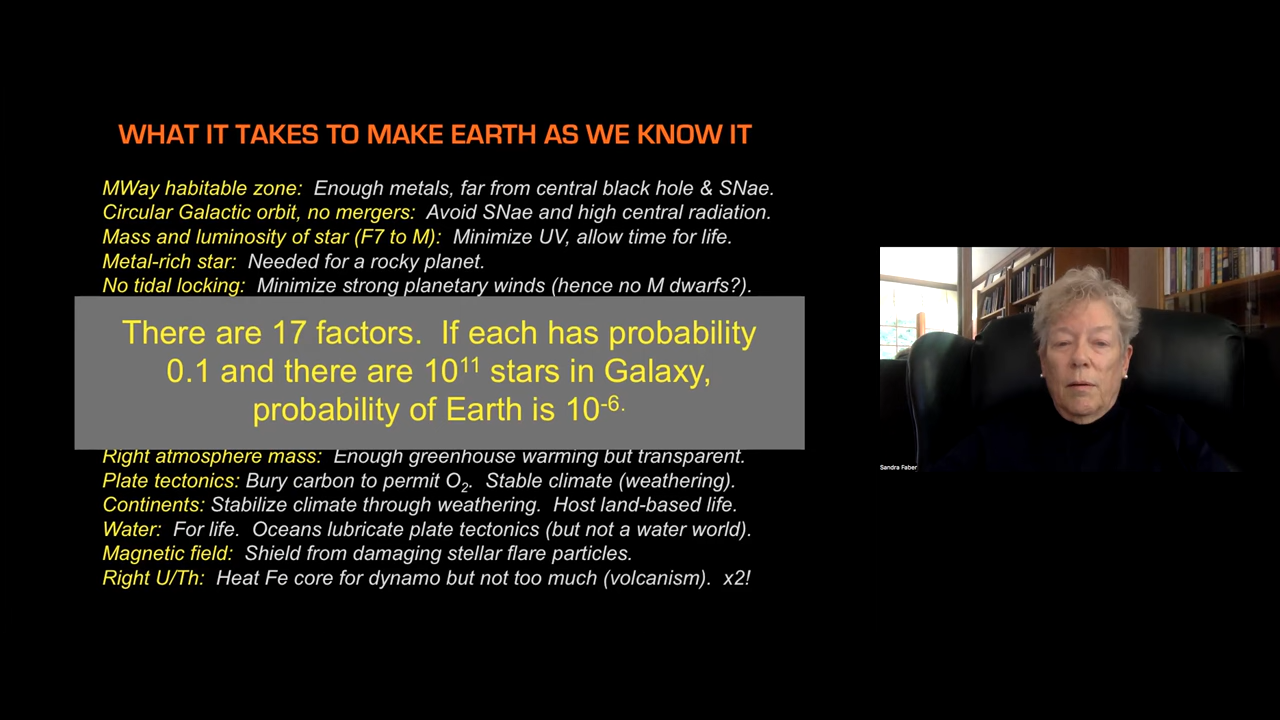 WHAT IT TAKES TO MAKE EARTH AS WE KNOW IT
MWay habitable zone: Enough metals, far from central black hole & SNae.
Circular Galactic orbit, no mergers: Avoid SNae and high central radiation.
Mass and luminosity of star (F7 to M): Minimize UV, allow time for life.
Metal-rich star: Needed for a rocky planet.
No tidal locking: Minimize strong planetary winds (hence no M dwarfs?).
There are 17 factors. If each has probability
0.1 and there are 10¹¹ stars in Galaxy,
probability of Earth is 10⁻⁶.
Right atmosphere mass: Enough greenhouse warming but transparent.
Plate tectonics: Bury carbon to permit O₂. Stable climate (weathering).
Continents: Stabilize climate through weathering. Host land-based life.
Water: For life. Oceans lubricate plate tectonics (but not a water world).
Magnetic field: Shield from damaging stellar flare particles.
Right U/Th: Heat Fe core for dynamo but not too much (volcanism). x2!
Sandra Faber